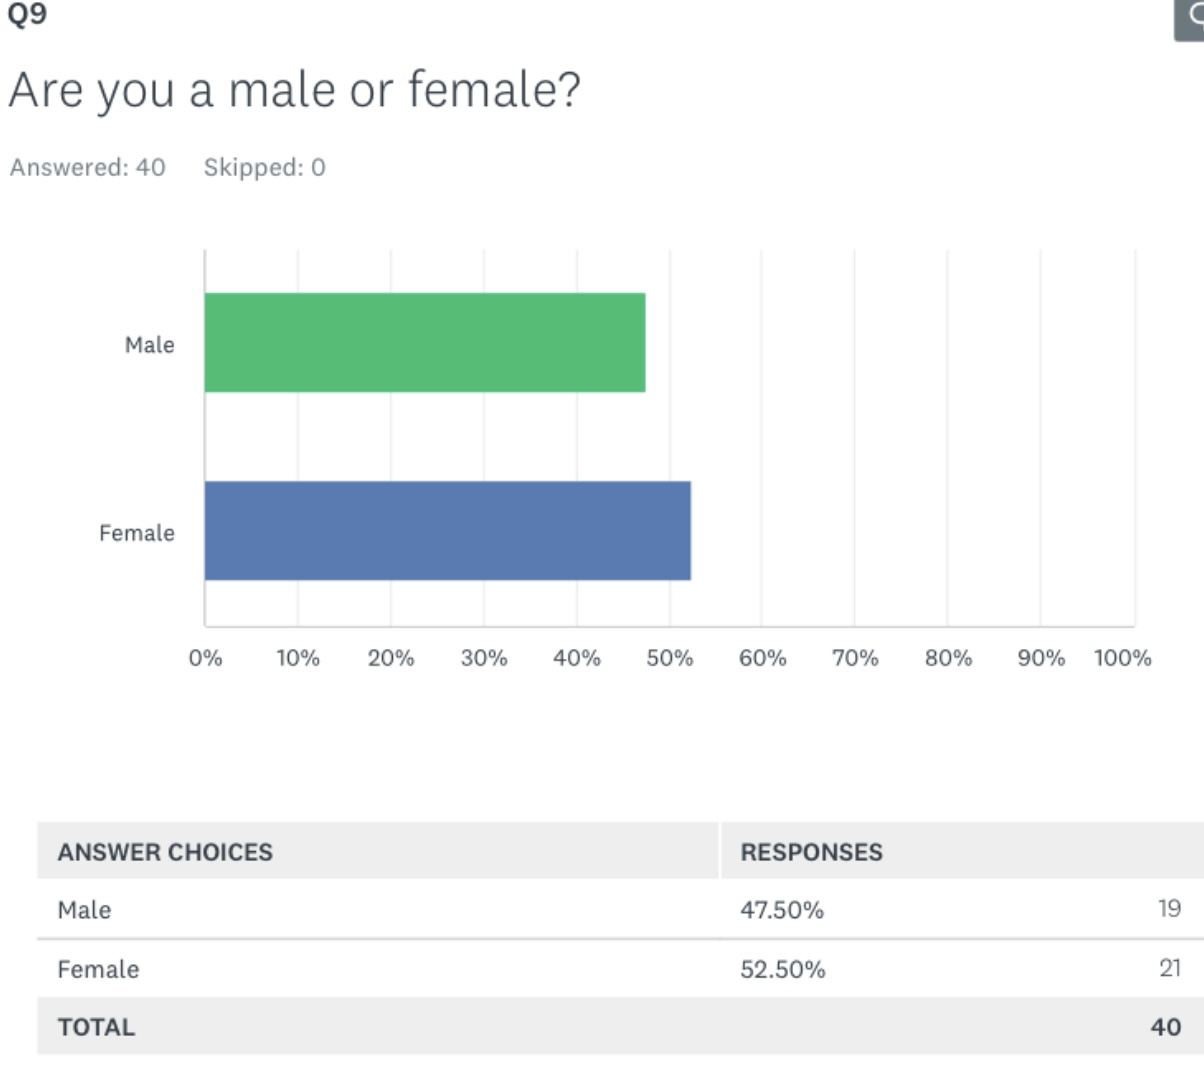 Q9
Are you a male or female?
Answered: 40 Skipped: 0
Male
Female
0% 10% 20% 30% 40% 50% 60% 70% 80% 90% 100%
ANSWER CHOICES RESPONSES
Male 47.50% 19
Female 52.50% 21
TOTAL 40